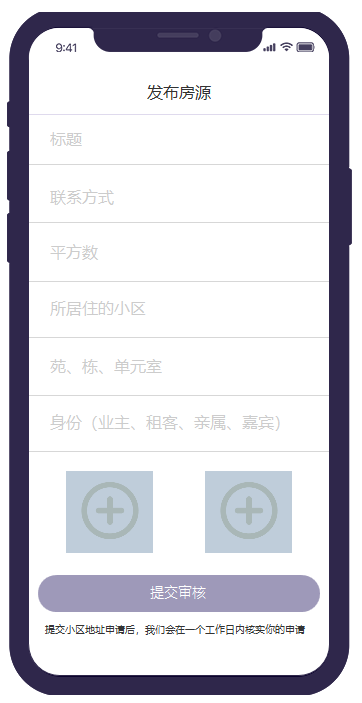 9:41
发布房源
标题
联系方式
平方数
所居住的小区
苑、栋、单元室
身份（业主、租客、亲属、嘉宾）
提交审核
提交小区地址申请后，我们会在一个工作日内核实你的申请